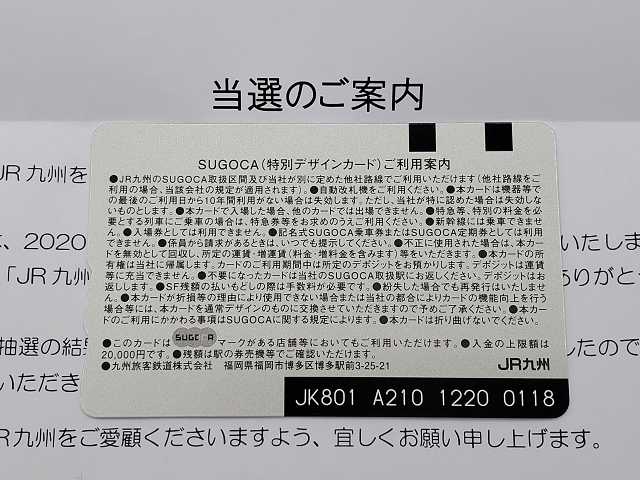 当選のご案内
SUGOCA(特別デザインカード)ご利用案内
●JR九州のSUGOCA取扱区間及び当社が別に定めた路線でご利用いただけます(他社路線をご
JR九州を
利用の場合、当該会社の規定が適用されます)。●自動改札機をご利用ください。●本カードは機器等で
の最後のご利用日から10年間利用がない場合は失効します。ただし、当社が特に認めた場合は失効しな
いものとします。●本カードで入場した場合、他のカードでは出場できません。●特急等、特別の料金を必
要とする列車にご乗車の場合は、特急券等をお求めのうえご利用ください。●新幹線には乗車できませ
ん。●入場券としては利用できません。●記名式SUGOCA乗車券またはSUGOCA定期券としては利用
できません。●係員から請求があるときは、いつでも提示してください。●不正に使用された場合は、本カー
は、2020
いたしま
ドを無効として回収し、所定の運賃・増運賃(料金・増料金を含みます)等をいただきます。●本カードの所
有権は当社に帰属します。カードのご利用期間中は所定のデポジットをお預かりします。デポジットは運賃
「JR九州
ありがと
等に充当できません。●不要になったカードは当社のSUGOCA取扱駅にお返しください。デポジットはお
返しします。●SF残額の払いもどしの際は手数料が必要です。●紛失した場合でも再発行はいたしませ
ん。●本カードが折損等の理由により使用できない場合または当社の都合によりカードの機能向上を行う
場合等には、本カードを通常デザインのものに交換させていただきますので予めご了承ください。●本カー
ドのご利用にかかわる事項はSUGOCAに関する規定によります。●本カードは折り曲げないでください。
抽選の結
したので
●このカードは SUGOCA マークがある店舗等においてもご利用いただけます。●入金の上限額は
20,000円です。●残額は駅の券売機等でご確認いただけます。
●九州旅客鉄道株式会社 福岡県福岡市博多区博多駅前3-25-21
JR九州
いただき
JK801 A210 1220 0118
R九州をご愛顧くださいますよう、宜しくお願い申し上げます。